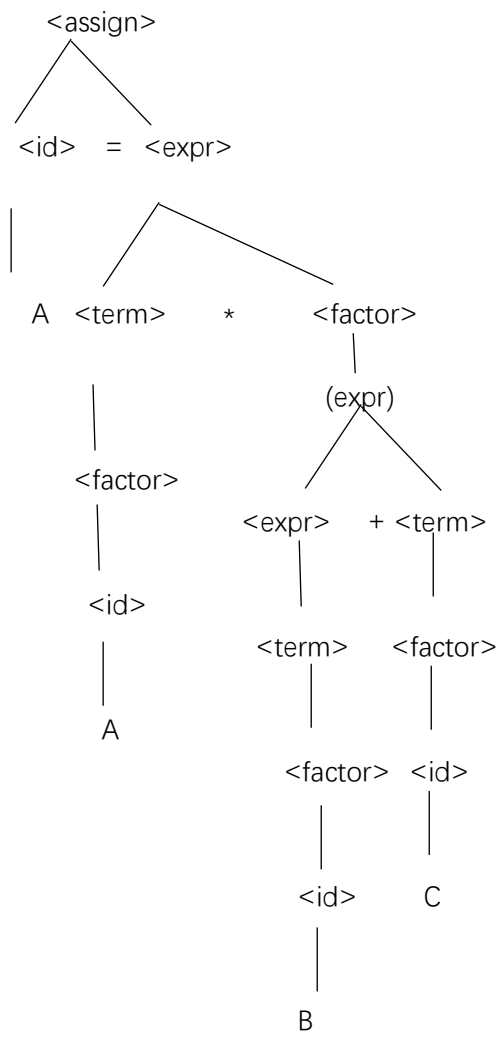 <assign>
<id> = <expr>
A <term> * <factor>
(expr)
<factor>
<expr> + <term>
<id>
<term> <factor>
A
<factor> <id>
<id> C
B